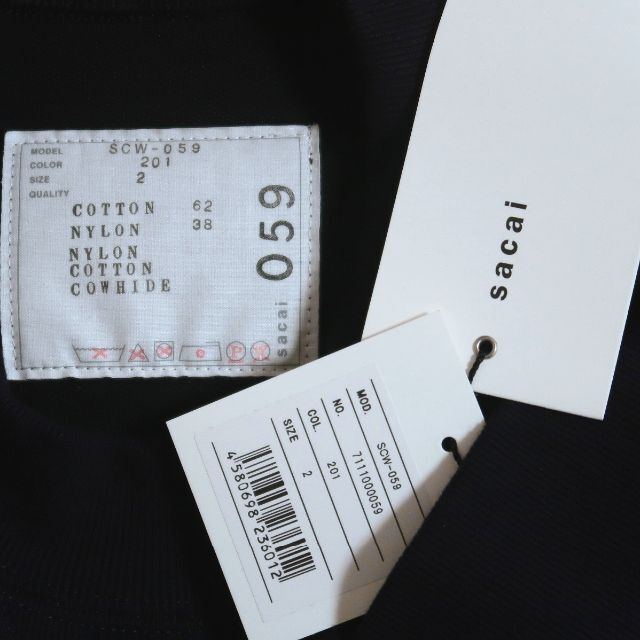 MODEL SCW-059
COLOR 201
SIZE 2
QUALITY
COTTON 62
NYLON 38
NYLON
COTTON
COWHIDE
059
sacai
sacai
MOD. SCW-059
NO. 7111000059
COL. 201
SIZE 2
4580698236012